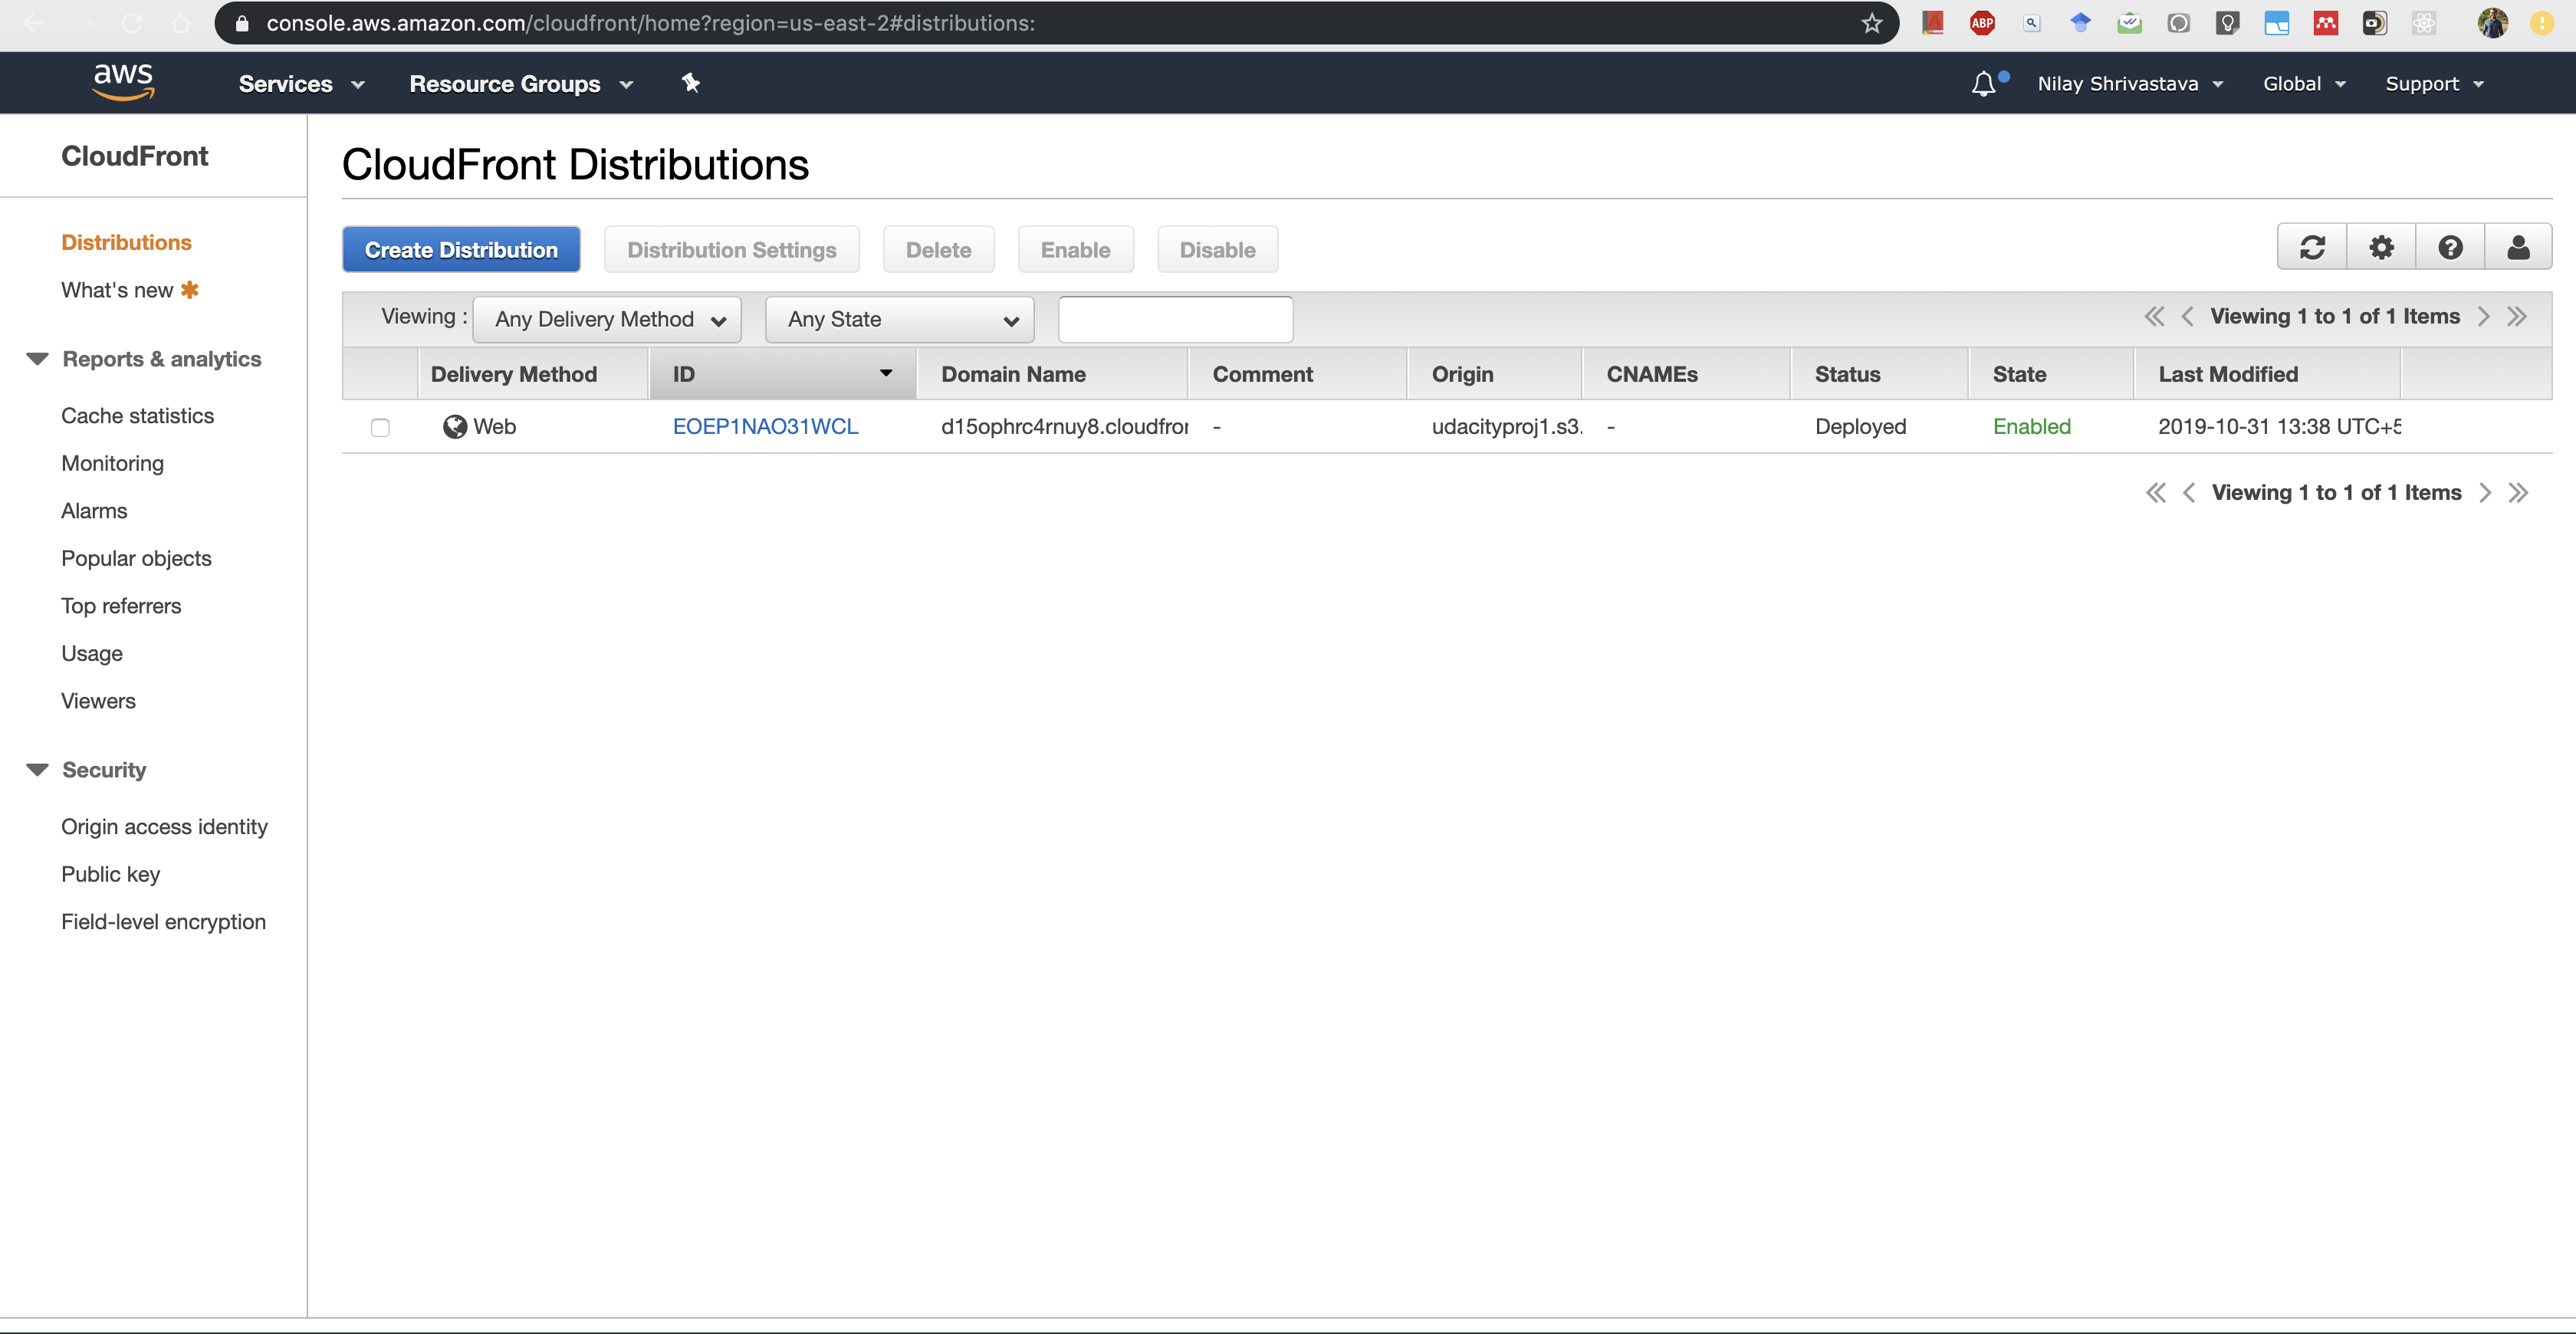 console.aws.amazon.com/cloudfront/home?region=us-east-2#distributions:
ABP
aws
Services
Resource Groups
Nilay Shrivastava
Global
Support
CloudFront
Distributions
What's new
Reports & analytics
Cache statistics
Monitoring
Alarms
Popular objects
Top referrers
Usage
Viewers
Security
Origin access identity
Public key
Field-level encryption
CloudFront Distributions
Create Distribution
Distribution Settings
Delete
Enable
Disable
Viewing :
Any Delivery Method
Any State
Viewing 1 to 1 of 1 Items
Delivery Method ID Domain Name Comment Origin CNAMEs Status State Last Modified
Web EOEP1NAO31WCL d15ophrc4rnuy8.cloudfror - udacityproj1.s3. - Deployed Enabled 2019-10-31 13:38 UTC+5
Viewing 1 to 1 of 1 Items